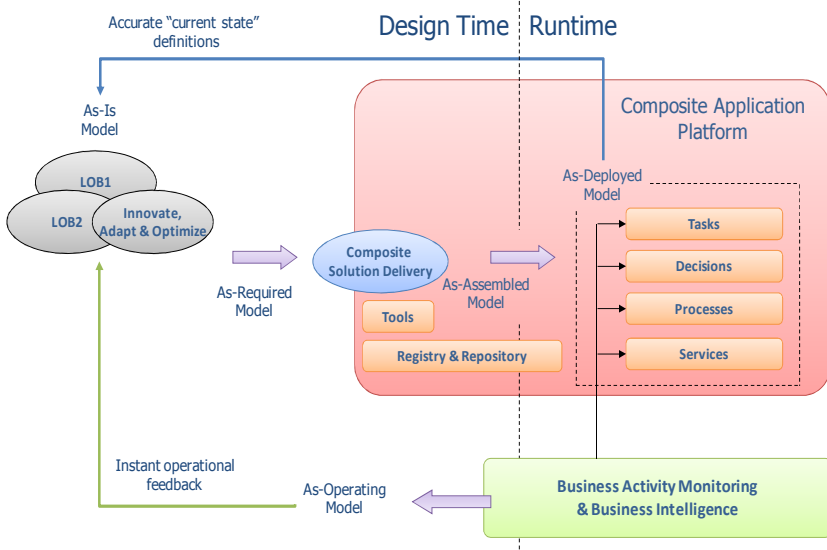 Accurate “current state”
definitions
Design Time
Runtime
Composite Application
Platform
As-Is
Model
LOB1
LOB2
Innovate,
Adapt & Optimize
As-Required
Model
Composite
Solution Delivery
As-Assembled
Model
Tools
Registry & Repository
As-Deployed
Model
Tasks
Decisions
Processes
Services
Instant operational
feedback
As-Operating
Model
Business Activity Monitoring
& Business Intelligence